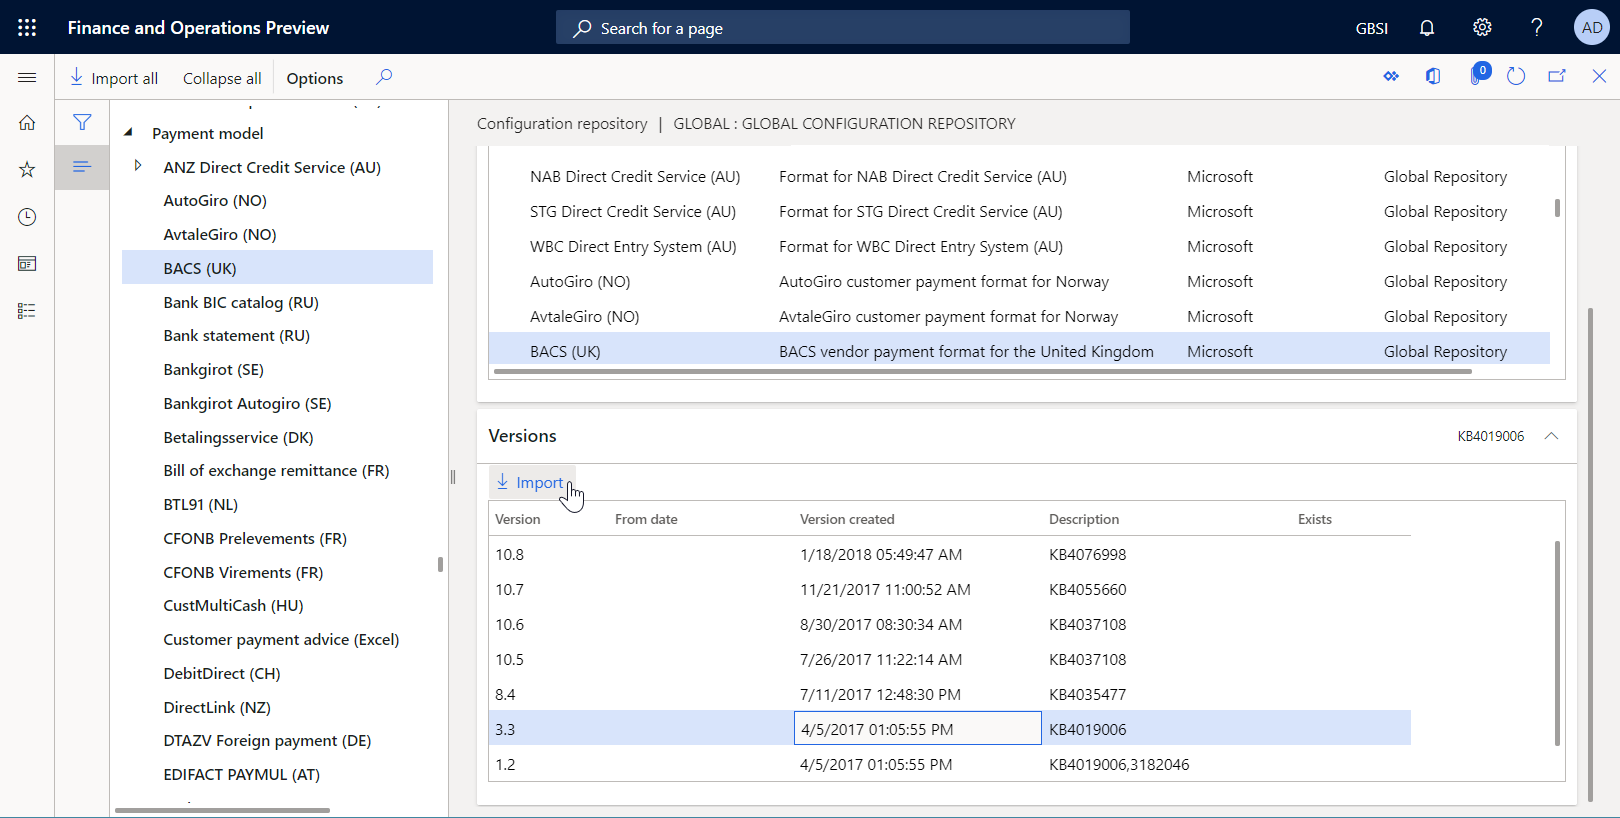 Finance and Operations Preview
Search for a page
GBSI
?
AD
Import all
Collapse all
Options
0
Payment model
ANZ Direct Credit Service (AU)
AutoGiro (NO)
AvtaleGiro (NO)
BACS (UK)
Bank BIC catalog (RU)
Bank statement (RU)
Bankgirot (SE)
Bankgirot Autogiro (SE)
Betalingsservice (DK)
Bill of exchange remittance (FR)
BTL91 (NL)
CFONB Prelevements (FR)
CFONB Virements (FR)
CustMultiCash (HU)
Customer payment advice (Excel)
DebitDirect (CH)
DirectLink (NZ)
DTAZV Foreign payment (DE)
EDIFACT PAYMUL (AT)
Configuration repository | GLOBAL : GLOBAL CONFIGURATION REPOSITORY
NAB Direct Credit Service (AU) Format for NAB Direct Credit Service (AU) Microsoft Global Repository
STG Direct Credit Service (AU) Format for STG Direct Credit Service (AU) Microsoft Global Repository
WBC Direct Entry System (AU) Format for WBC Direct Entry System (AU) Microsoft Global Repository
AutoGiro (NO) AutoGiro customer payment format for Norway Microsoft Global Repository
AvtaleGiro (NO) AvtaleGiro customer payment format for Norway Microsoft Global Repository
BACS (UK) BACS vendor payment format for the United Kingdom Microsoft Global Repository
Versions KB4019006
Import
Version From date Version created Description Exists
10.8 1/18/2018 05:49:47 AM KB4076998
10.7 11/21/2017 11:00:52 AM KB4055660
10.6 8/30/2017 08:30:34 AM KB4037108
10.5 7/26/2017 11:22:14 AM KB4037108
8.4 7/11/2017 12:48:30 PM KB4035477
3.3 4/5/2017 01:05:55 PM KB4019006
1.2 4/5/2017 01:05:55 PM KB4019006,3182046